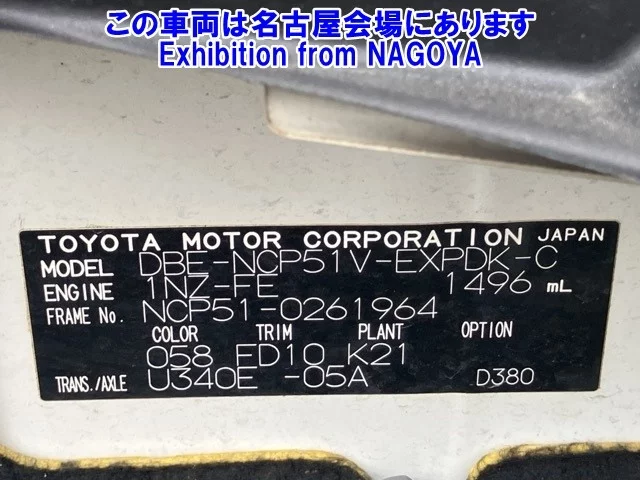 この車両は名古屋会場にあります
Exhibition from NAGOYA
TOYOTA MOTOR CORPORATION JAPAN
MODEL DBE-NCP51V-EXPDK-C
ENGINE 1NZ-FE 1496 mL
FRAME No. NCP51-0261964
COLOR TRIM PLANT OPTION
058 FD10 K21
TRANS./AXLE U340E -05A D380